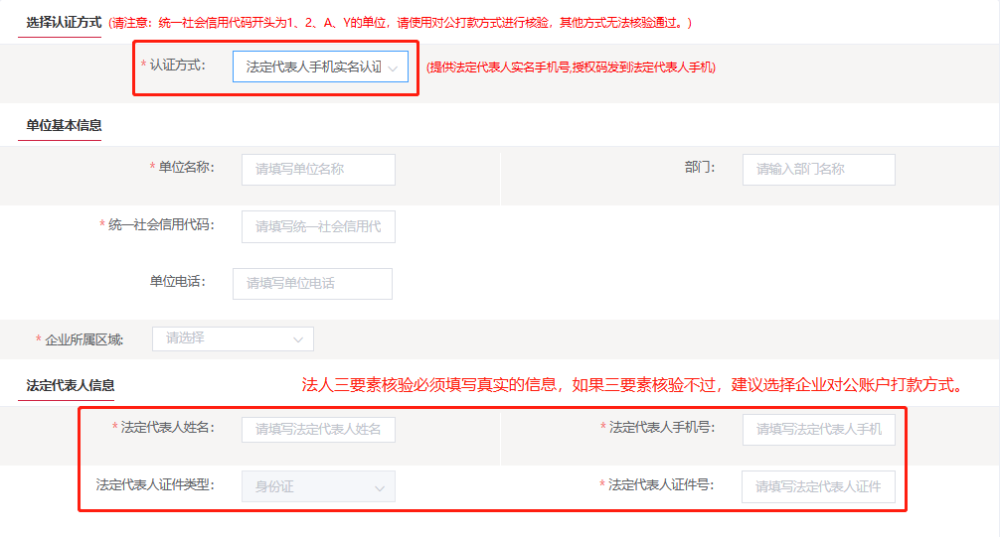 选择认证方式 (请注意：统一社会信用代码开头为1、2、A、Y的单位，请使用对公打款方式进行核验，其他方式无法核验通过。)
* 认证方式： 法定代表人手机实名认证 (提供法定代表人实名手机号,授权码发到法定代表人手机)
单位基本信息
* 单位名称： 请填写单位名称 部门： 请输入部门名称
* 统一社会信用代码： 请填写统一社会信用代
单位电话： 请填写单位电话
* 企业所属区域: 请选择
法定代表人信息 法人三要素核验必须填写真实的信息，如果三要素核验不过，建议选择企业对公账户打款方式。
* 法定代表人姓名： 请填写法定代表人姓名 * 法定代表人手机号： 请填写法定代表人手机
法定代表人证件类型： 身份证 * 法定代表人证件号： 请填写法定代表人证件